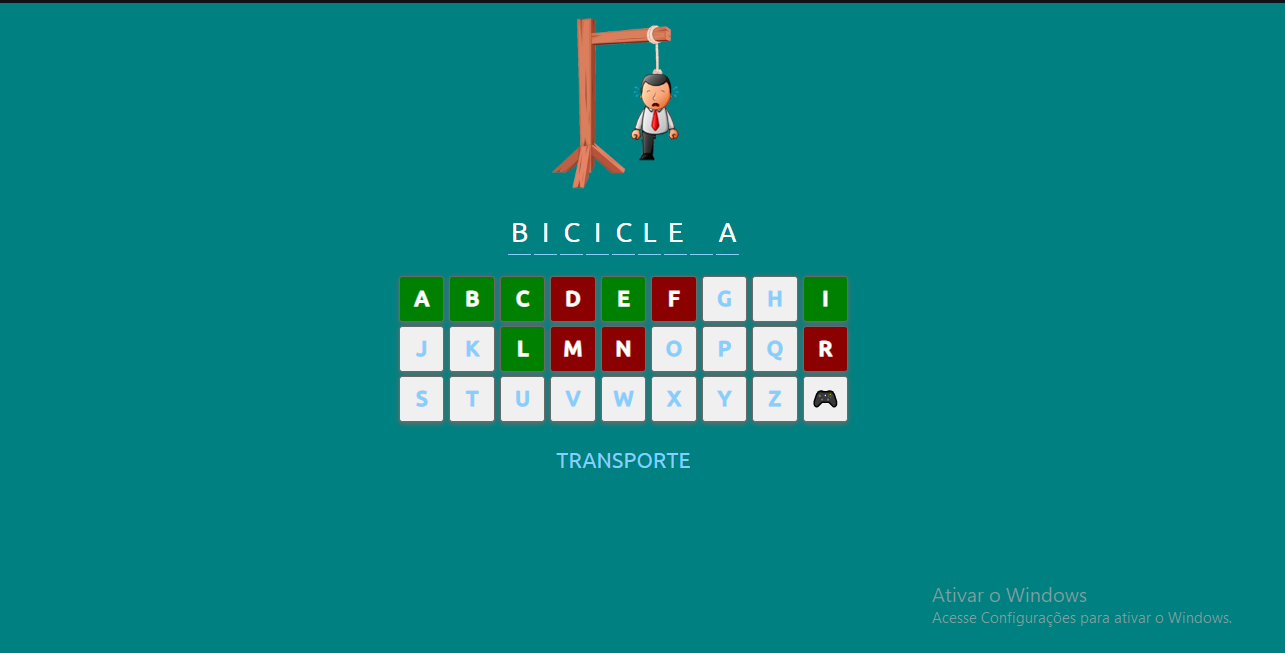 B I C I C L E _ A
A B C D E F G H I
J K L M N O P Q R
S T U V W X Y Z
TRANSPORTE
Ativar o Windows
Acesse Configurações para ativar o Windows.